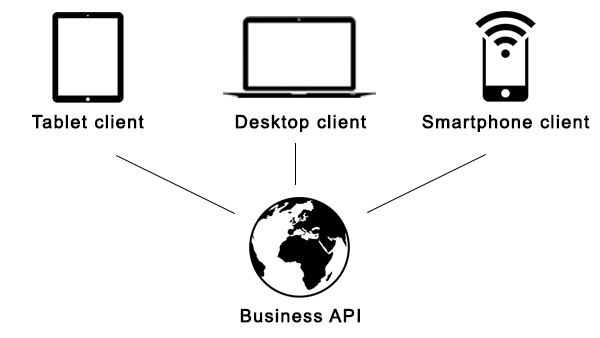 Tablet client
Desktop client
Smartphone client
Business API